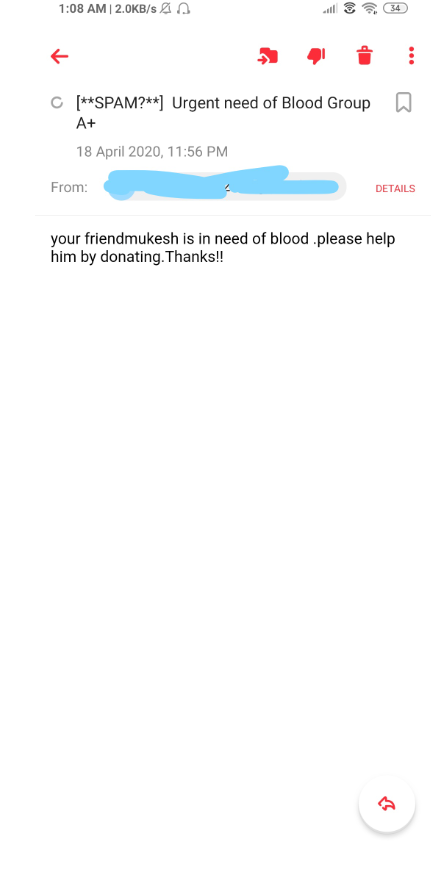 1:08 AM | 2.0KB/s 34
[**SPAM?**] Urgent need of Blood Group
A+
18 April 2020, 11:56 PM
From: DETAILS
your friendmukesh is in need of blood .please help
him by donating.Thanks!!